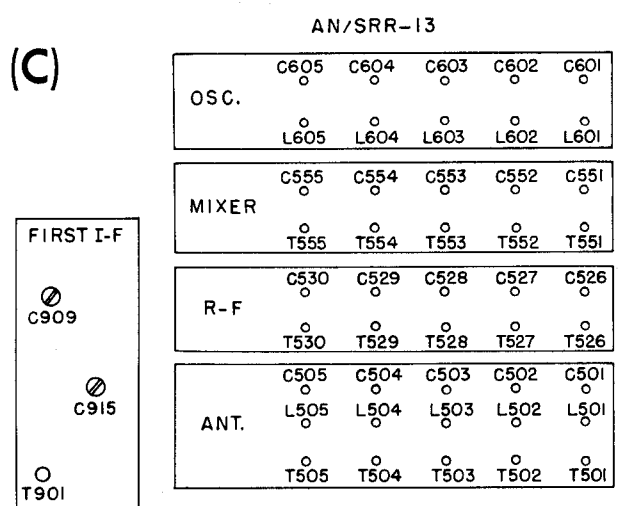 AN/SRR-13
(C)
C605 C604 C603 C602 C601
OSC.
L605 L604 L603 L602 L601
C555 C554 C553 C552 C551
MIXER
T555 T554 T553 T552 T551
C530 C529 C528 C527 C526
R-F
T530 T529 T528 T527 T526
C505 C504 C503 C502 C501
L505 L504 L503 L502 L501
ANT.
T505 T504 T503 T502 T501
FIRST I-F
C909
C915
T901